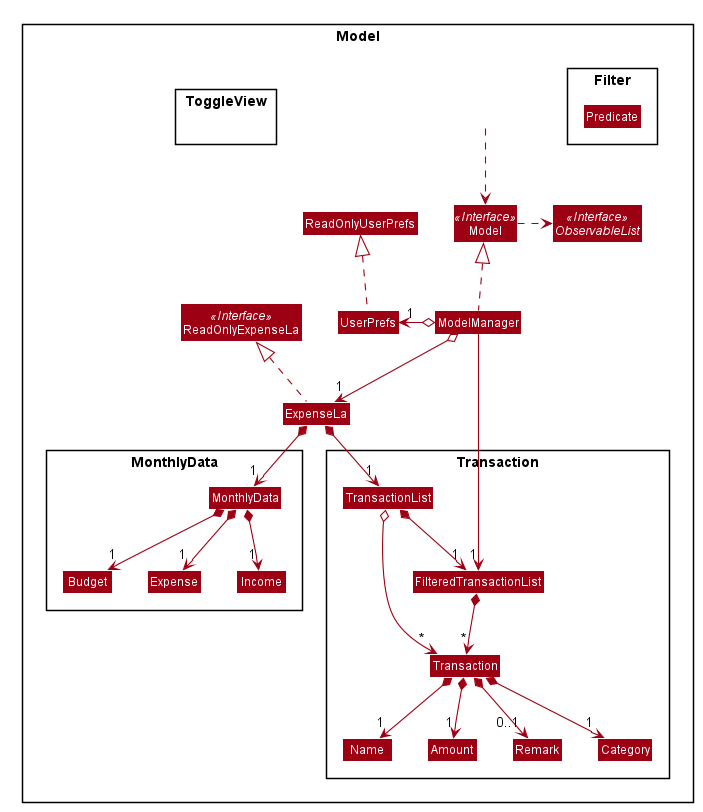 Model
Filter
Predicate
ToggleView
ReadOnlyUserPrefs
«Interface»
Model
«Interface»
ObservableList
«Interface»
ReadOnlyExpenseLa
UserPrefs
1
ModelManager
1
ExpenseLa
MonthlyData
Transaction
1
1
MonthlyData
TransactionList
1
1
1
1
1
Budget
Expense
Income
FilteredTransactionList
*
*
Transaction
1
1
0..1
1
Name
Amount
Remark
Category